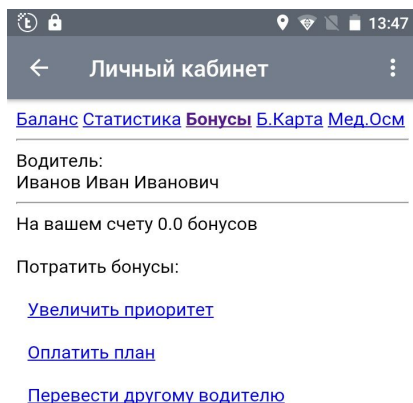 13:47
Личный кабинет
Баланс Статистика Бонусы Б.Карта Мед.Осм
Водитель:
Иванов Иван Иванович
На вашем счету 0.0 бонусов
Потратить бонусы:
Увеличить приоритет
Оплатить план
Перевести другому водителю